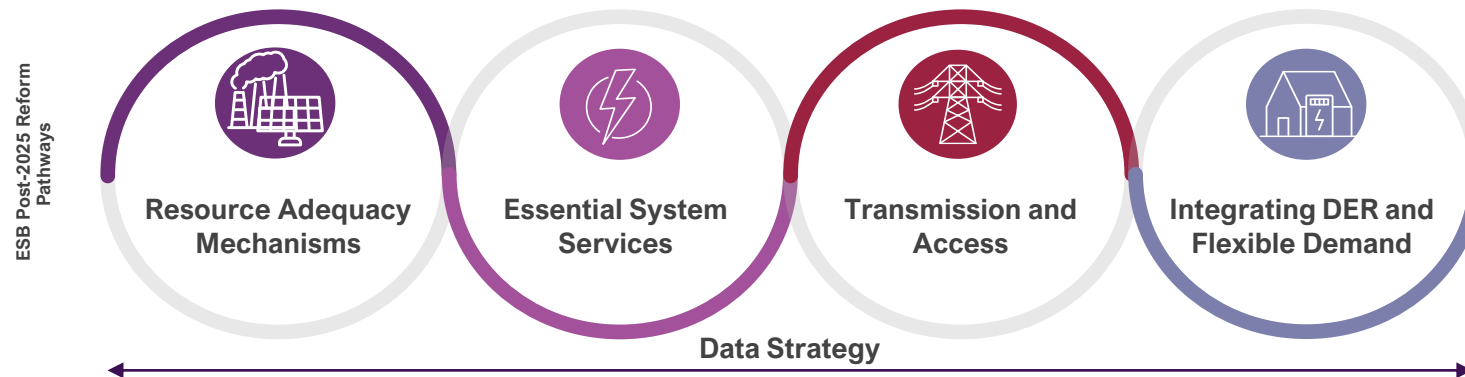 ESB Post-2025 Reform
Pathways
Resource Adequacy
Mechanisms
Essential System
Services
Transmission and
Access
Integrating DER and
Flexible Demand
Data Strategy